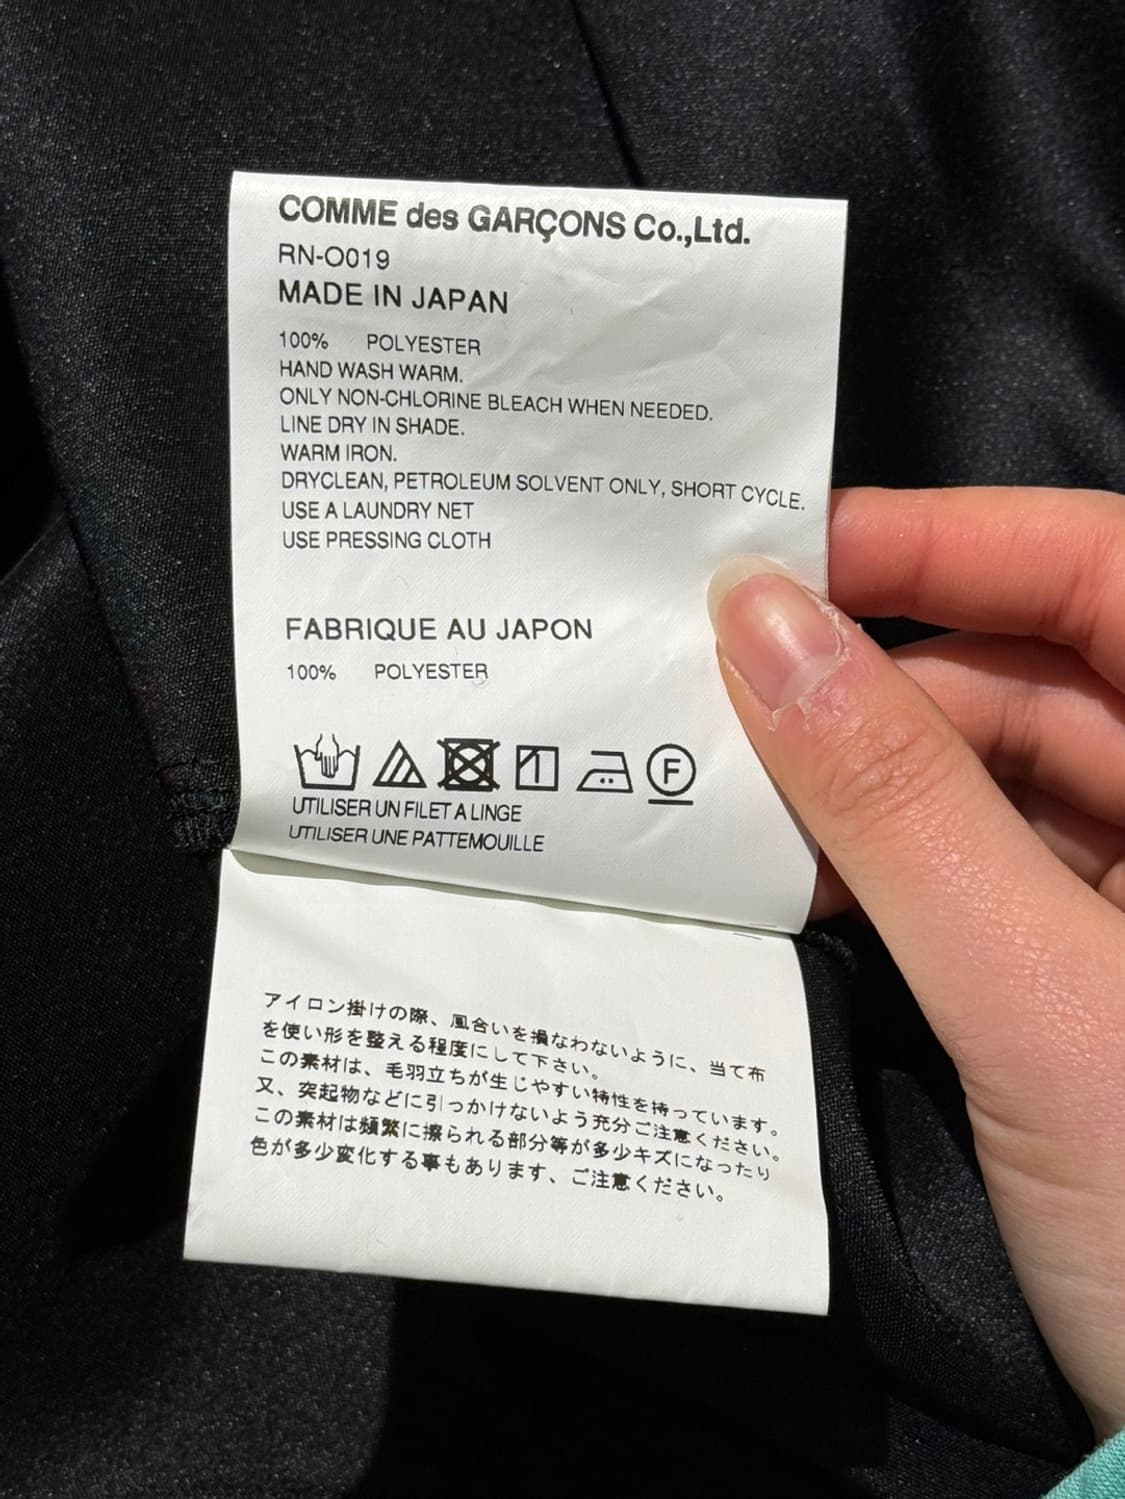 COMME des GARÇONS Co.,Ltd.
RN-O019
MADE IN JAPAN
100% POLYESTER
HAND WASH WARM.
ONLY NON-CHLORINE BLEACH WHEN NEEDED.
LINE DRY IN SHADE.
WARM IRON.
DRYCLEAN, PETROLEUM SOLVENT ONLY, SHORT CYCLE.
USE A LAUNDRY NET
USE PRESSING CLOTH
FABRIQUE AU JAPON
100% POLYESTER
F
UTILISER UN FILET A LINGE
UTILISER UNE PATTEMOUILLE
アイロン掛けの際、風合いを損なわないように、当て布
を使い形を整える程度にして下さい。
この素材は、毛羽立ちが生じやすい特性を持っています。
又、突起物などに引っかけないよう充分ご注意ください。
この素材は頻繁に擦られる部分等が多少キズになったり
色が多少変化する事もあります、ご注意ください。